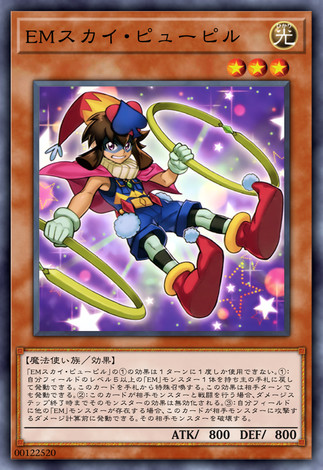 EMスカイ・ピューピル
光
【魔法使い族／効果】
「EMスカイ・ピューピル」の①の効果は１ターンに１度しか使用できない。①：
自分フィールドのレベル５以上の「EM」モンスター１体を持ち主の手札に戻し
て発動できる。このカードを手札から特殊召喚する。この効果は相手ターンで
も発動できる。②：このカードが相手モンスターと戦闘を行う場合、ダメージス
テップ終了時までそのモンスターの効果は無効化される。③：自分フィールド
に他の「EM」モンスターが存在する場合、このカードが相手モンスターに攻撃す
るダメージ計算前に発動できる。そのモンスターを破壊する。
ATK/ 800 DEF/ 800
00122520